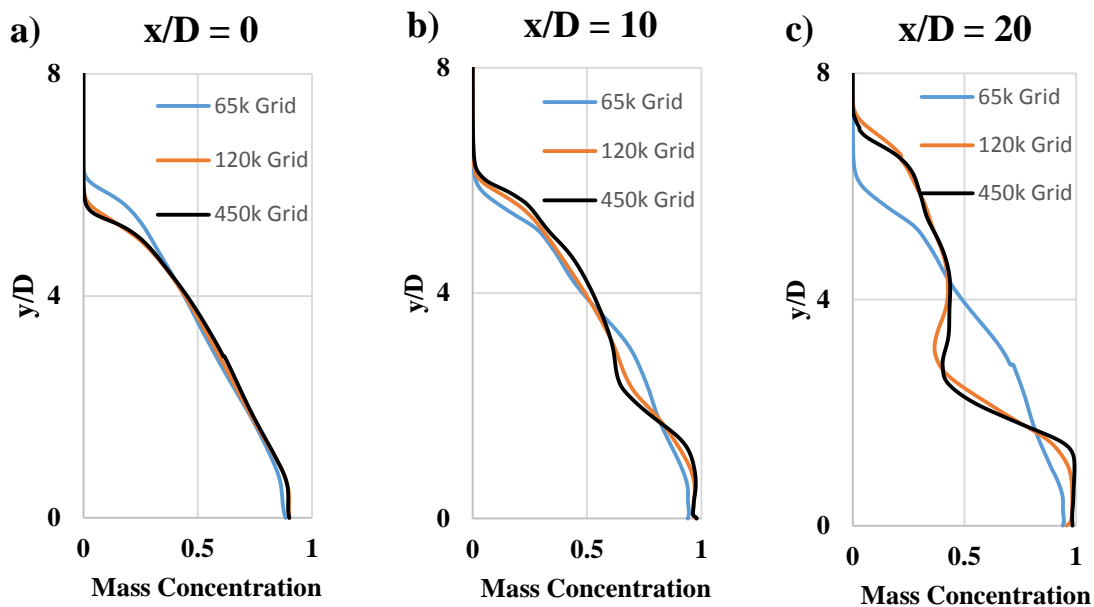 a)
x/D = 0
8
65k Grid
120k Grid
450k Grid
y/D
4
0
0
0.5
1
Mass Concentration
b)
x/D = 10
8
65k Grid
120k Grid
450k Grid
y/D
4
0
0
0.5
1
Mass Concentration
c)
x/D = 20
8
65k Grid
120k Grid
450k Grid
y/D
4
0
0
0.5
1
Mass Concentration